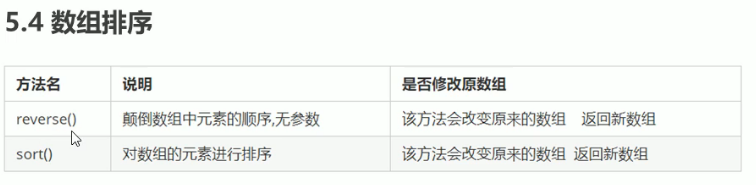 5.4 数组排序
方法名 说明 是否修改原数组
reverse() 颠倒数组中元素的顺序,无参数 该方法会改变原来的数组 返回新数组
sort() 对数组的元素进行排序 该方法会改变原来的数组 返回新数组